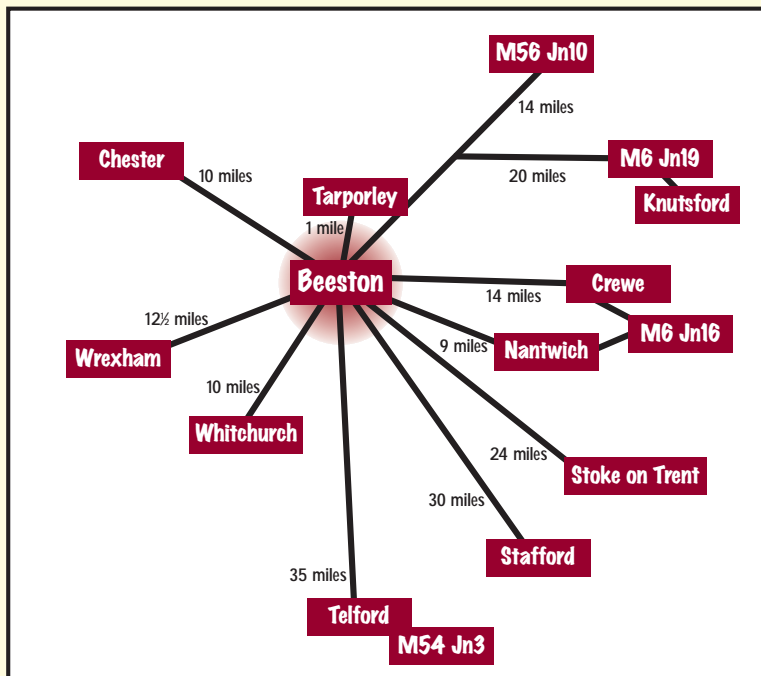 M56 Jn10
14 miles
Chester
M6 Jn19
10 miles
20 miles
Tarporley
Knutsford
1 mile
Beeston
Crewe
14 miles
12½ miles
M6 Jn16
9 miles
Nantwich
Wrexham
10 miles
Whitchurch
24 miles
Stoke on Trent
30 miles
Stafford
35 miles
Telford
M54 Jn3